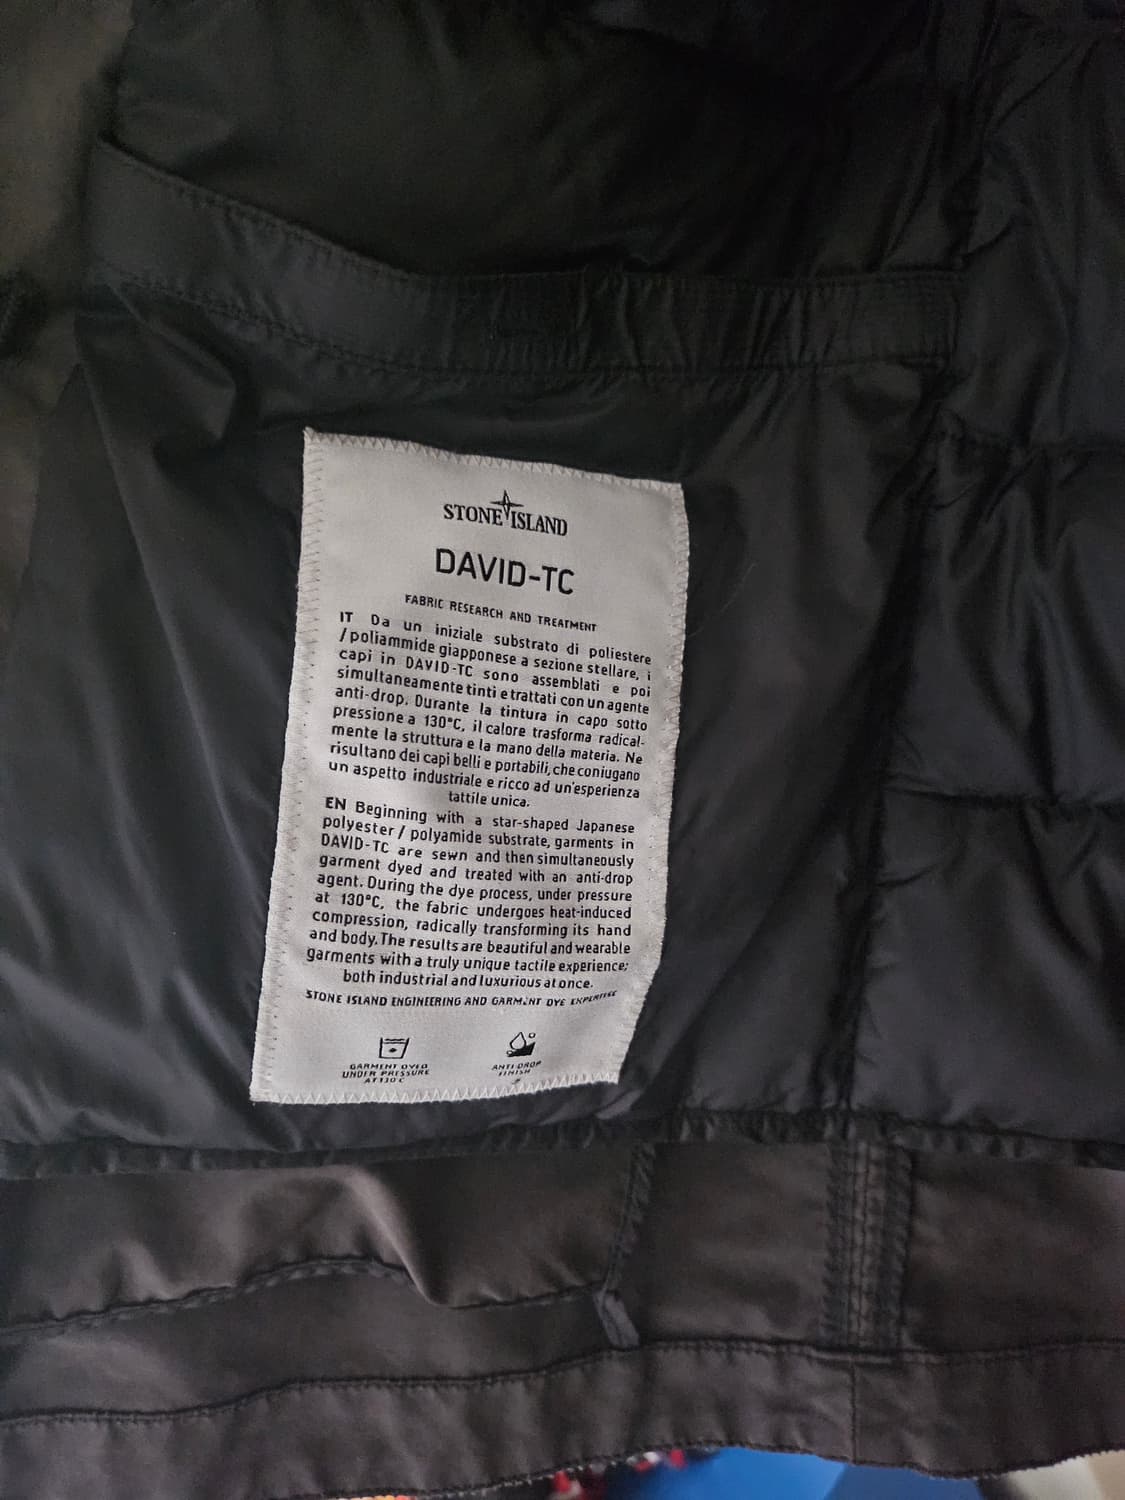 STONE ISLAND
DAVID-TC
FABRIC RESEARCH AND TREATMENT
IT Da un iniziale substrato di poliestere
/poliammide giapponese a sezione stellare, i
capi in DAVID-TC sono assemblati e poi
simultaneamente tinti e trattati con un agente
anti-drop. Durante la tintura in capo sotto
pressione a 130°C, il calore trasforma radical-
mente la struttura e la mano della materia. Ne
risultano dei capi belli e portabili, che coniugano
un aspetto industriale e ricco ad un'esperienza
tattile unica.
EN Beginning with a star-shaped Japanese
polyester / polyamide substrate, garments in
DAVID-TC are sewn and then simultaneously
garment dyed and treated with an anti-drop
agent. During the dye process, under pressure
at 130°C, the fabric undergoes heat-induced
compression, radically transforming its hand
and body. The results are beautiful and wearable
garments with a truly unique tactile experience;
both industrial and luxurious at once.
STONE ISLAND ENGINEERING AND GARMENT DYE EXPERTISE
GARMENT DYED
UNDER PRESSURE
AT 130°C
ANTI-DROP
FINISH